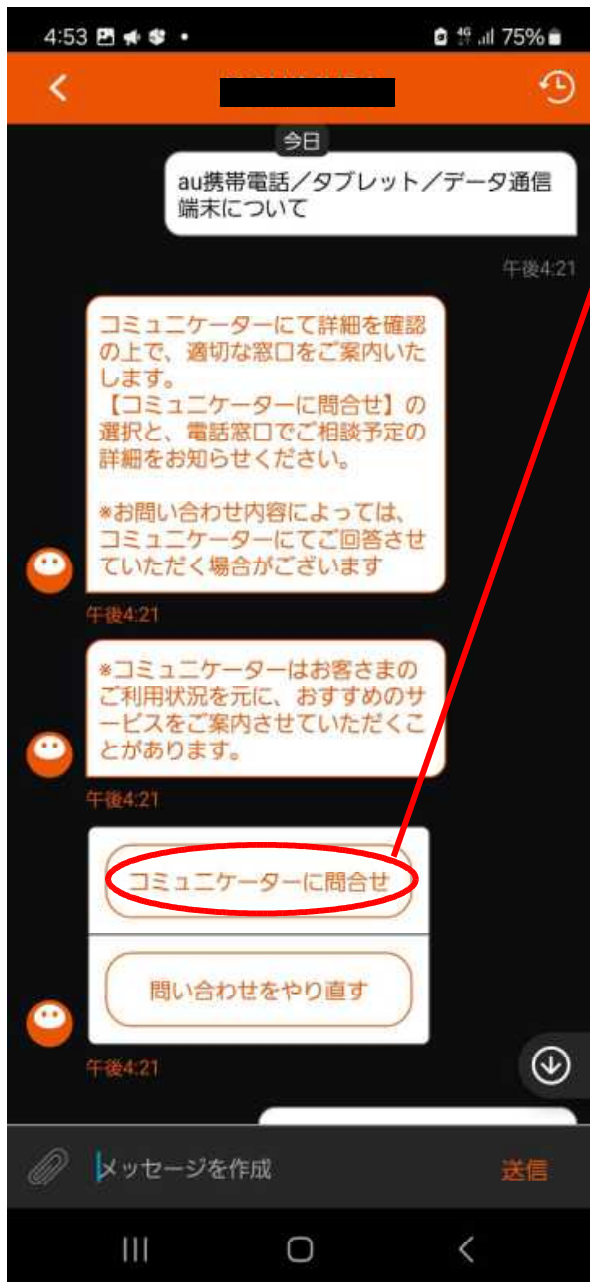 4:53
4G 75%
今日
au携帯電話／タブレット／データ通信
端末について
午後4:21
コミュニケーターにて詳細を確認
の上で、適切な窓口をご案内いた
します。
【コミュニケーターに問合せ】の
選択と、電話窓口でご相談予定の
詳細をお知らせください。
※お問い合わせ内容によっては、
コミュニケーターにてご回答させ
ていただく場合がございます
午後4:21
※コミュニケーターはお客さまの
ご利用状況を元に、おすすめのサ
ービスをご案内させていただくこ
とがあります。
午後4:21
コミュニケーターに問合せ
問い合わせをやり直す
午後4:21
メッセージを作成
送信